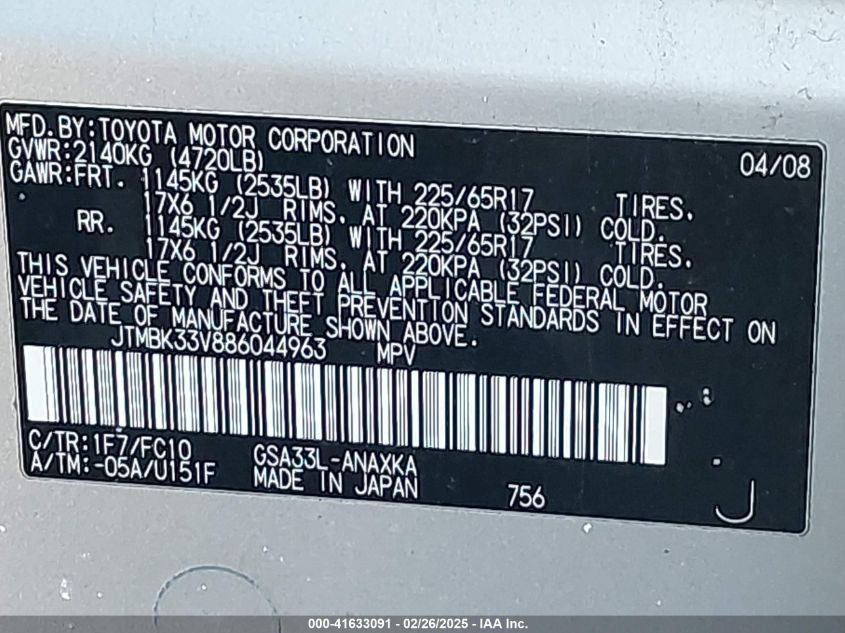 MFD.BY:TOYOTA MOTOR CORPORATION 04/08
GVWR:2140KG (4720LB)
GAWR:FRT. 1145KG (2535LB) WITH 225/65R17 TIRES.
17X6 1/2J RIMS. AT 220KPA (32PSI) COLD.
RR. 1145KG (2535LB) WITH 225/65R17 TIRES.
17X6 1/2J RIMS. AT 220KPA (32PSI) COLD.
THIS VEHICLE CONFORMS TO ALL APPLICABLE FEDERAL MOTOR
VEHICLE SAFETY AND THEFT PREVENTION STANDARDS IN EFFECT ON
THE DATE OF MANUFACTURE SHOWN ABOVE.
JTMBK33V886044963 MPV
C/TR:1F7/FC10 GSA33L-ANAXKA
A/TM:-05A/U151F MADE IN JAPAN 756 J
000-41633091 - 02/26/2025 - IAA Inc.